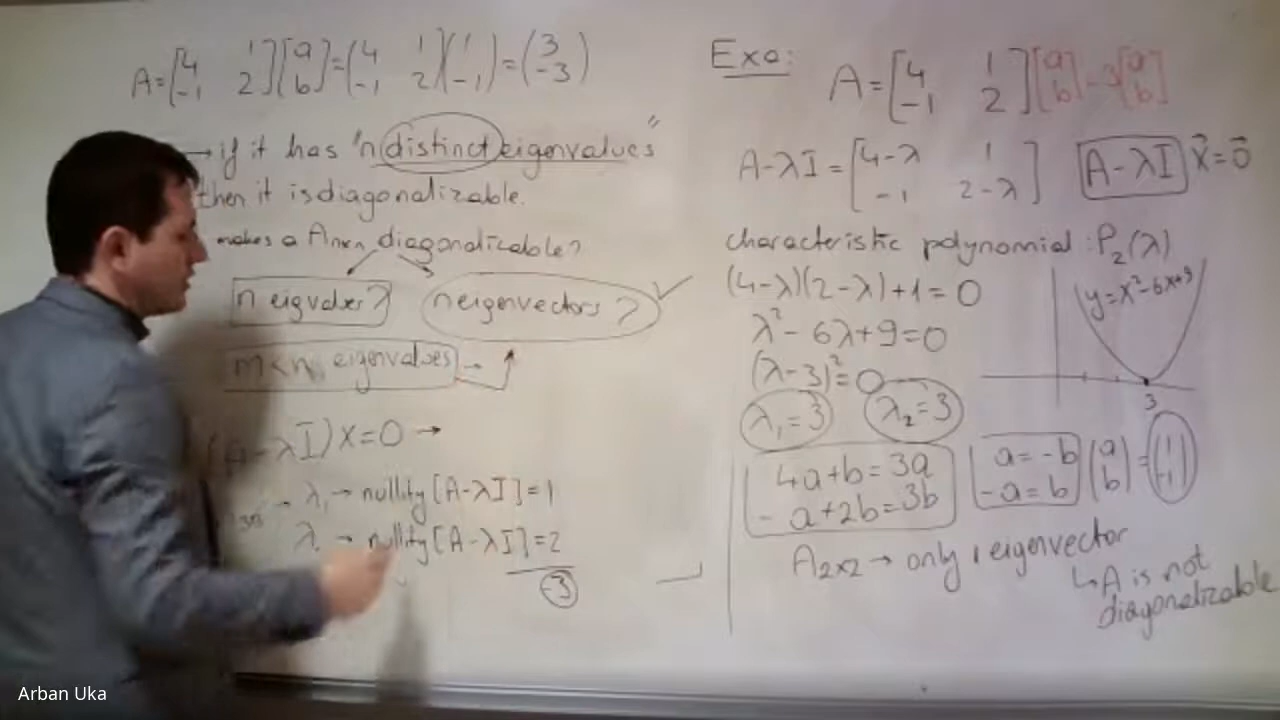 A = [4 1 -1 2] [a b] = (4 1 -1 2) (1 -1) = (3 -3)
→ if it has "n distinct eigenvalues"
then it is diagonalizable.
makes a Anxn diagonalizable?
n eigvalues?
n eigenvectors? ✓
m<n eigenvalues →
(A-λI)x=0 →
→ λ₁ → nullity [A-λI]=1
λ₂ → nullity [A-λI]=2
3
Exa:
A = [4 1 -1 2] [a b] = 3 [a b]
A-λI = [4-λ 1 -1 2-λ] A-λI x⃗=0⃗
characteristic polynomial: P₂(λ)
(4-λ)(2-λ)+1=0
λ²-6λ+9=0
(λ-3)²=0
λ₁=3 λ₂=3
y=x²-6x+9
3
4a+b=3a
-a+2b=3b
a=-b
-a=b
(a b) =
A2x2 → only 1 eigenvector
↳ A is not
diagonalizable
Arban Uka